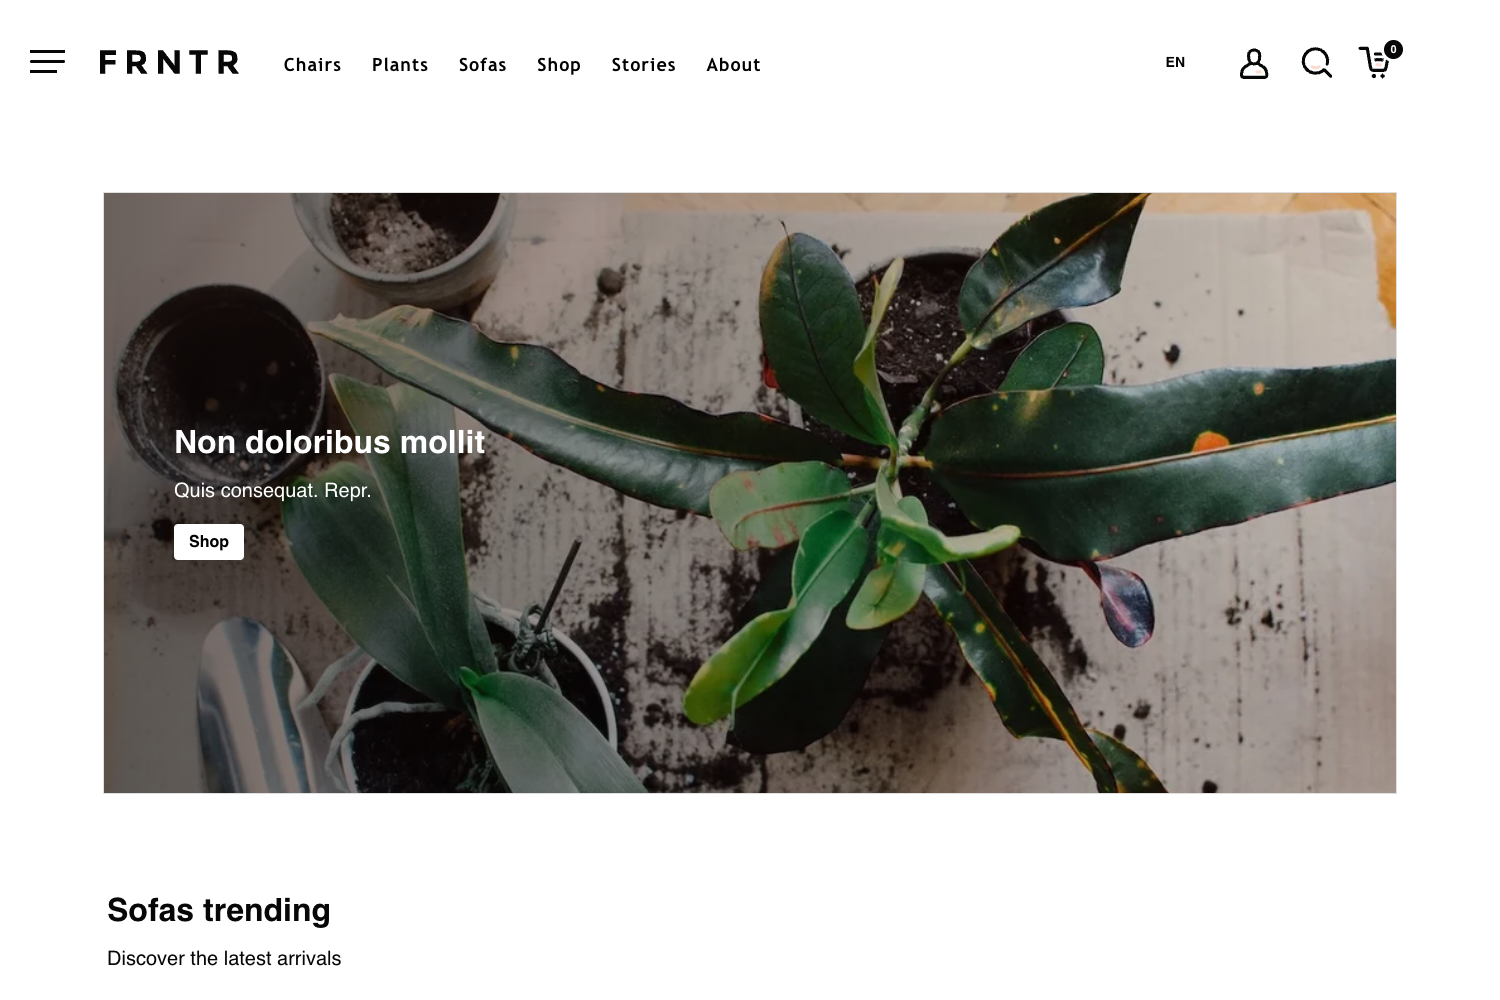 FRNTR
Chairs
Plants
Sofas
Shop
Stories
About
EN
0
Non doloribus mollit
Quis consequat. Repr.
Shop
Sofas trending
Discover the latest arrivals